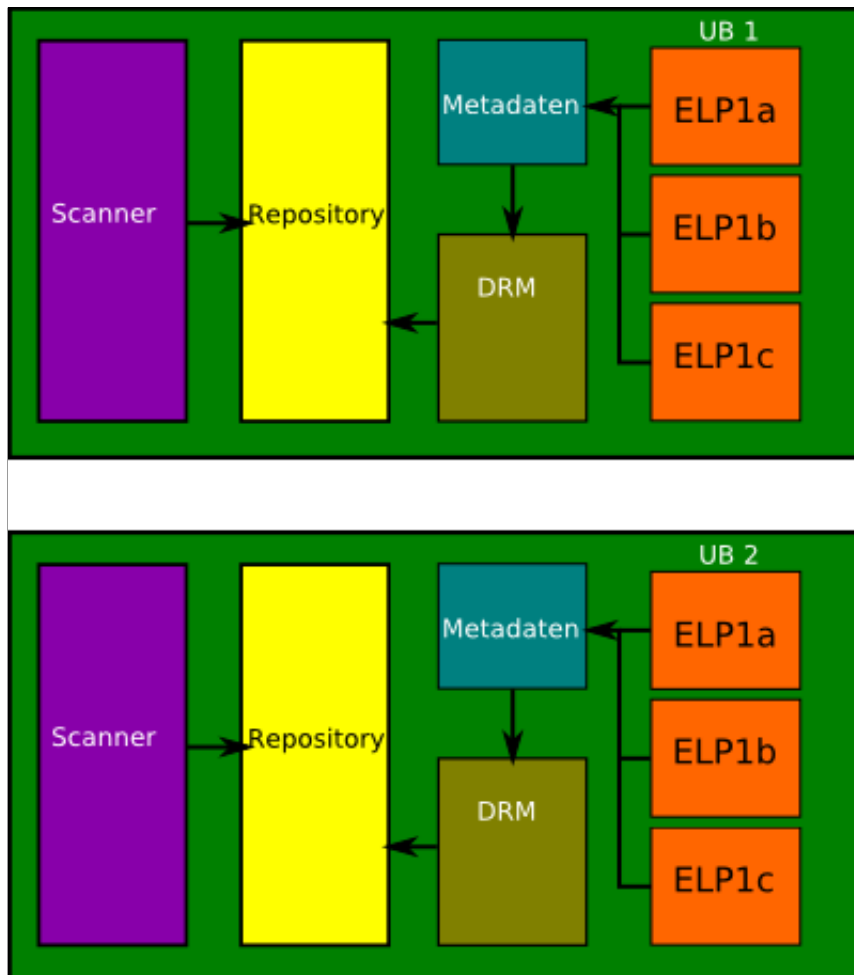 UB 1
Scanner
Repository
Metadaten
DRM
ELP1a
ELP1b
ELP1c
UB 2
Scanner
Repository
Metadaten
DRM
ELP1a
ELP1b
ELP1c